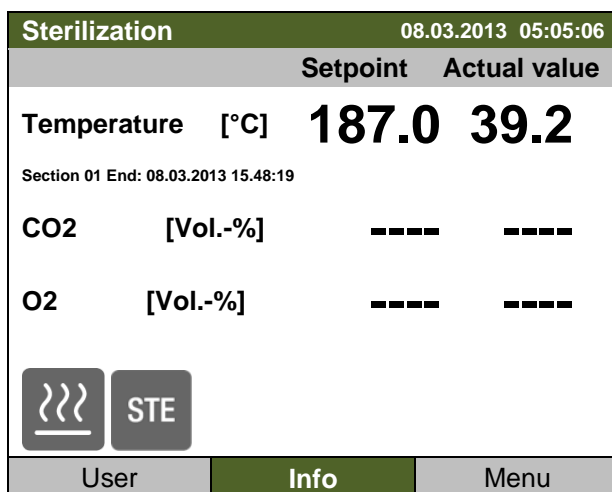 Sterilization 08.03.2013 05:05:06
Setpoint Actual value
Temperature [°C] 187.0 39.2
Section 01 End: 08.03.2013 15.48:19
CO2 [Vol.-%] ---- ----
O2 [Vol.-%] ---- ----
STE
User Info Menu